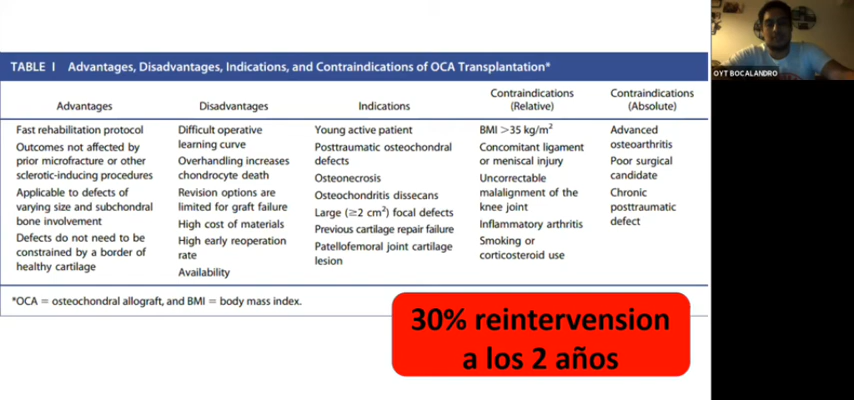 TABLE I Advantages, Disadvantages, Indications, and Contraindications of OCA Transplantation*
Advantages
Disadvantages
Indications
Contraindications
(Relative)
Contraindications
(Absolute)
Fast rehabilitation protocol
Outcomes not affected by
prior microfracture or other
sclerotic-inducing procedures
Applicable to defects of
varying size and subchondral
bone involvement
Defects do not need to be
constrained by a border of
healthy cartilage
Difficult operative
learning curve
Overhandling increases
chondrocyte death
Revision options are
limited for graft failure
High cost of materials
High early reoperation
rate
Availability
Young active patient
Posttraumatic osteochondral
defects
Osteonecrosis
Osteochondritis dissecans
Large (≥2 cm²) focal defects
Previous cartilage repair failure
Patellofemoral joint cartilage
lesion
BMI >35 kg/m²
Concomitant ligament
or meniscal injury
Uncorrectable
malalignment of the
knee joint
Inflammatory arthritis
Smoking or
corticosteroid use
Advanced
osteoarthritis
Poor surgical
candidate
Chronic
posttraumatic
defect
*OCA = osteochondral allograft, and BMI = body mass index.
30% reintervension
a los 2 años
OYT BOCALANDRO